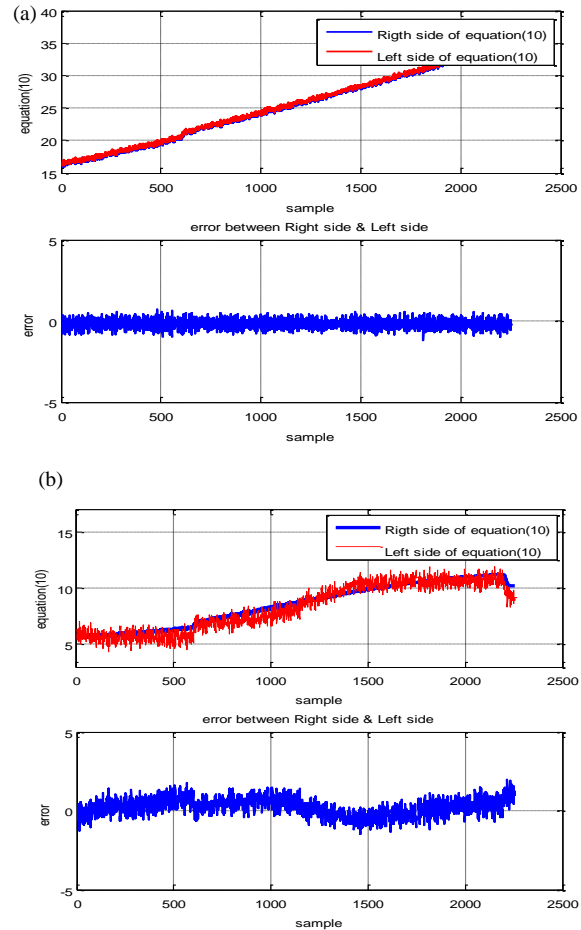 (a)
40
35
30
25
20
15
equation(10)
Rigth side of equation(10)
Left side of equation(10)
0 500 1000 1500 2000 2500
sample
error between Right side & Left side
5
0
-5
error
0 500 1000 1500 2000 2500
sample
(b)
15
10
5
equation(10)
Rigth side of equation(10)
Left side of equation(10)
0 500 1000 1500 2000 2500
sample
error between Right side & Left side
5
0
-5
error
0 500 1000 1500 2000 2500
sample